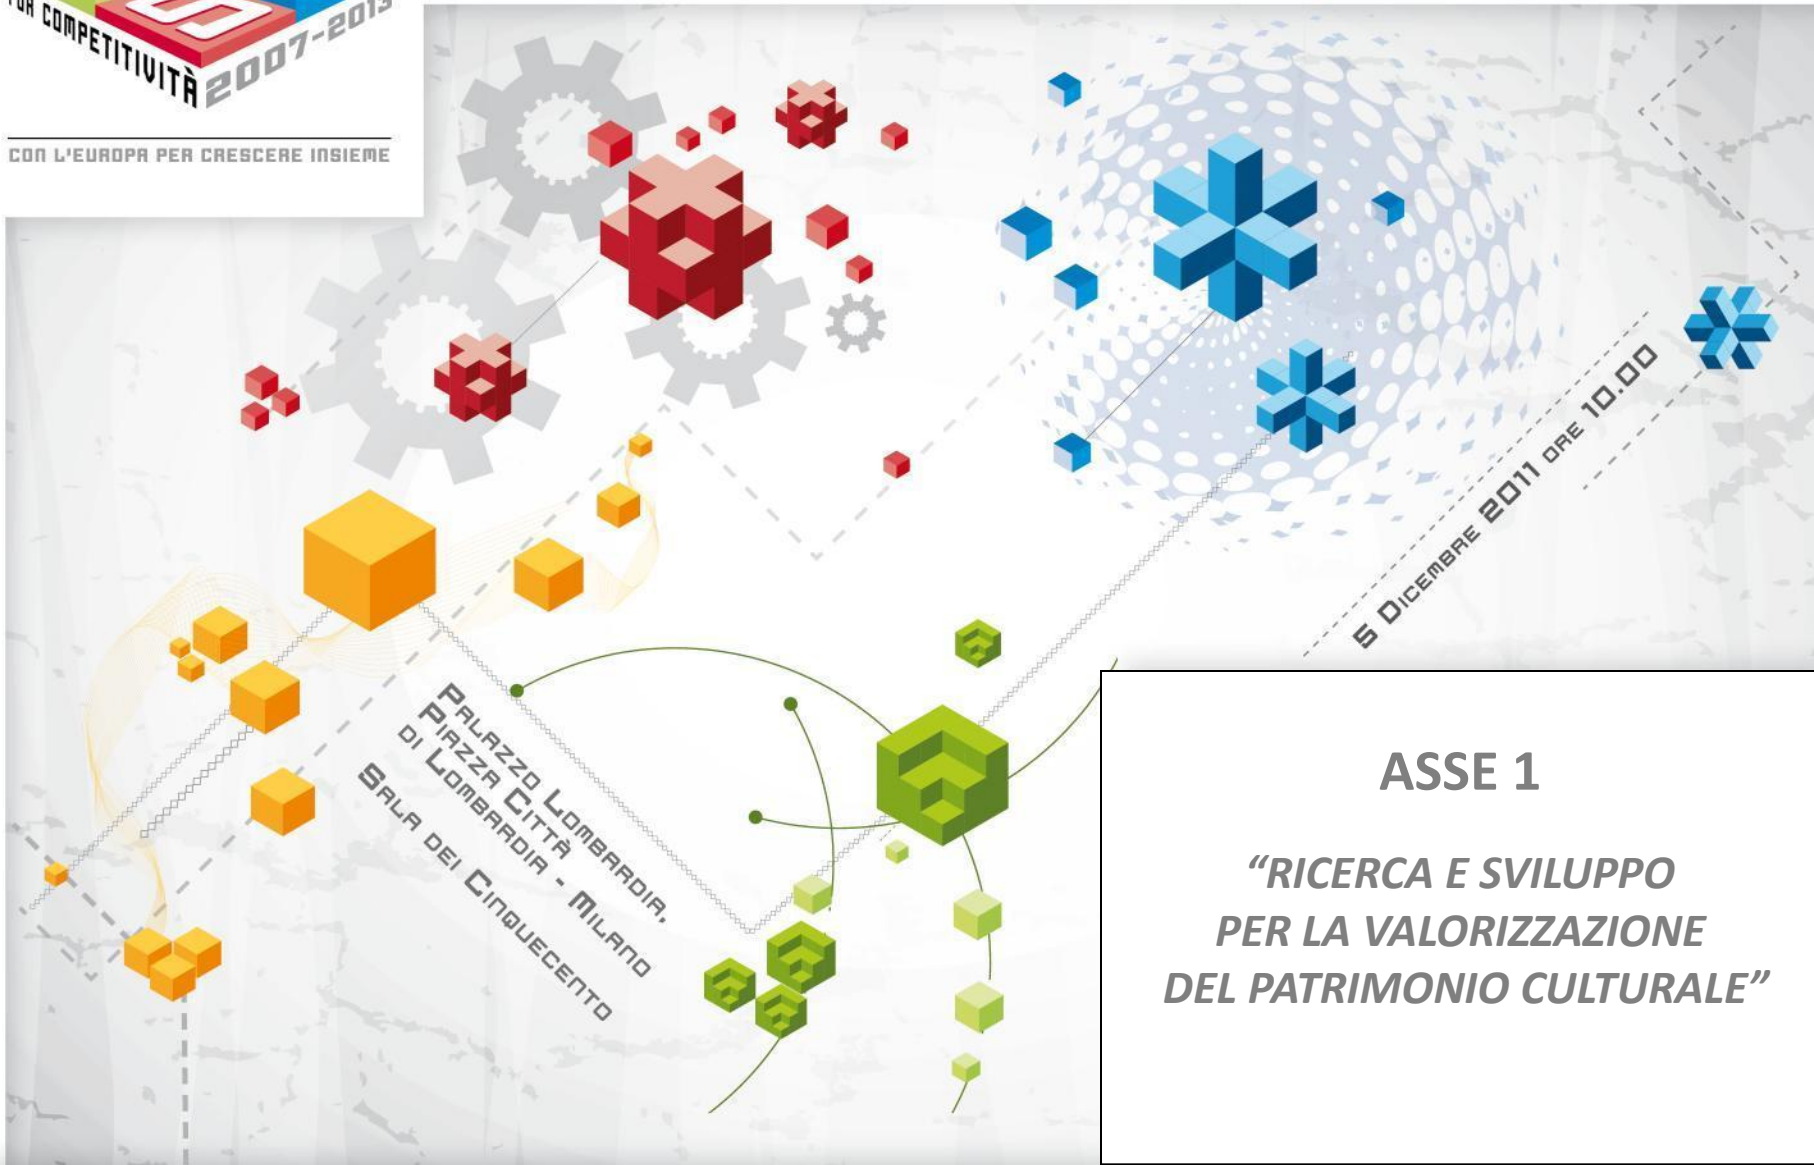 COMPETITIVITÀ 2007-2013
CON L'EUROPA PER CRESCERE INSIEME
5 DICEMBRE 2011 ORE 10.00
PALAZZO LOMBARDIA,
PIAZZA CITTÀ
DI LOMBARDIA - MILANO
SALA DEI CINQUECENTO
ASSE 1
“RICERCA E SVILUPPO
PER LA VALORIZZAZIONE
DEL PATRIMONIO CULTURALE”